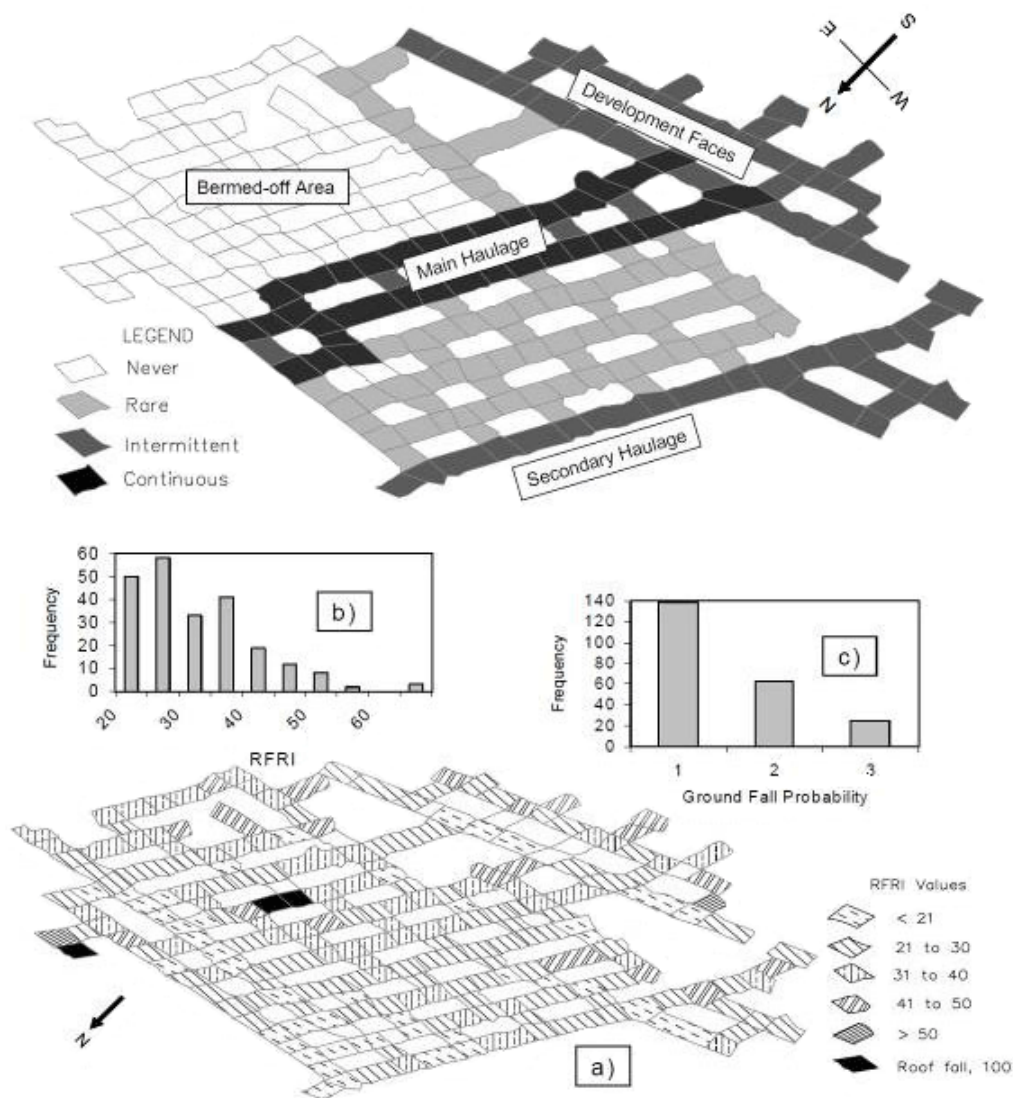 S
E
W
N
Development Faces
Bermed-off Area
Main Haulage
LEGEND
Never
Rare
Intermittent
Continuous
Secondary Haulage
60
50
40
30
20
10
0
Frequency
b)
20
30
40
50
60
RFRI
140
120
100
80
60
40
20
0
Frequency
c)
1 2 3
Ground Fall Probability
RFRI Values
< 21
21 to 30
31 to 40
41 to 50
> 50
Roof fall, 100
N
a)